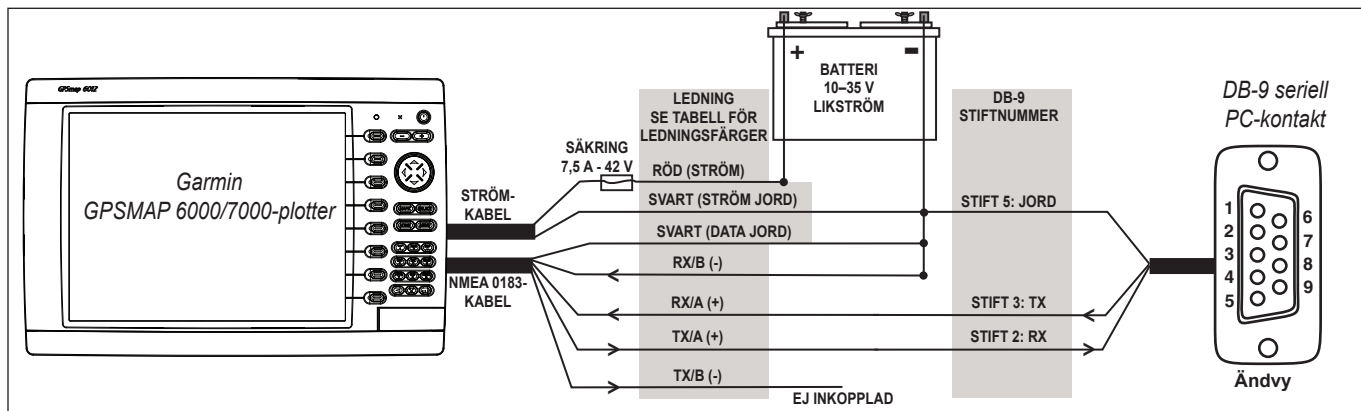 GPSmap 6012
Garmin
GPSMAP 6000/7000-plotter
STRÖM-
KABEL
NMEA 0183-
KABEL
SÄKRING
7,5 A - 42 V
LEDNING
SE TABELL FÖR
LEDNINGSFÄRGER
RÖD (STRÖM)
SVART (STRÖM JORD)
SVART (DATA JORD)
RX/B (-)
RX/A (+)
TX/A (+)
TX/B (-)
EJ INKOPPLAD
+ -
BATTERI
10–35 V
LIKSTRÖM
DB-9
STIFTNUMMER
STIFT 5: JORD
STIFT 3: TX
STIFT 2: RX
DB-9 seriell
PC-kontakt
1
2
3
4
5
6
7
8
9
Ändvy